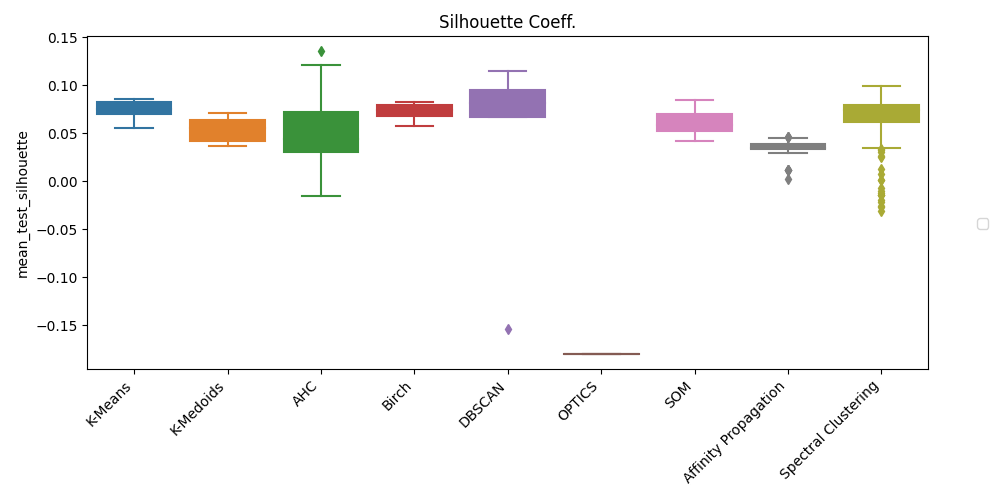 Silhouette Coeff.
mean_test_silhouette
0.15
0.10
0.05
0.00
−0.05
−0.10
−0.15
K-Means
K-Medoids
AHC
Birch
DBSCAN
OPTICS
SOM
Affinity Propagation
Spectral Clustering